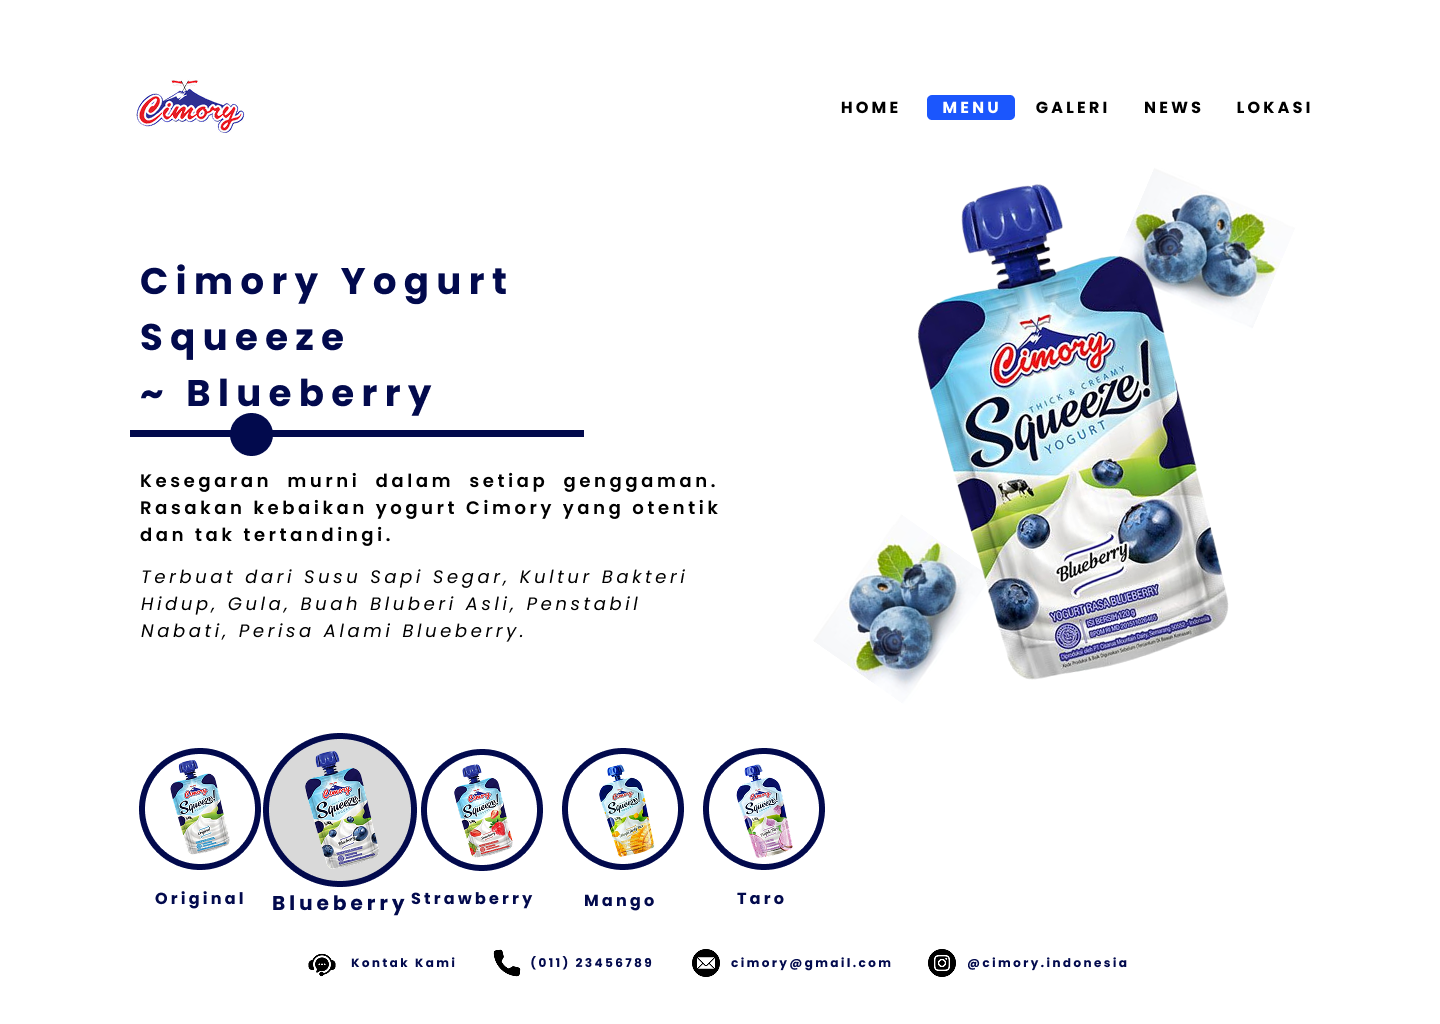 Cimory
HOME MENU GALERI NEWS LOKASI
Cimory Yogurt
Squeeze
~ Blueberry
Kesegaran murni dalam setiap genggaman.
Rasakan kebaikan yogurt Cimory yang otentik
dan tak tertandingi.
Terbuat dari Susu Sapi Segar, Kultur Bakteri
Hidup, Gula, Buah Bluberi Asli, Penstabil
Nabati, Perisa Alami Blueberry.
Cimory
THICK & CREAMY
Squeeze!
YOGURT
Blueberry
YOGURT RASA BLUEBERRY
ISI BERSIH 120 g
Original
Blueberry
Strawberry
Mango
Taro
Kontak Kami
(011) 23456789
cimory@gmail.com
@cimory.indonesia